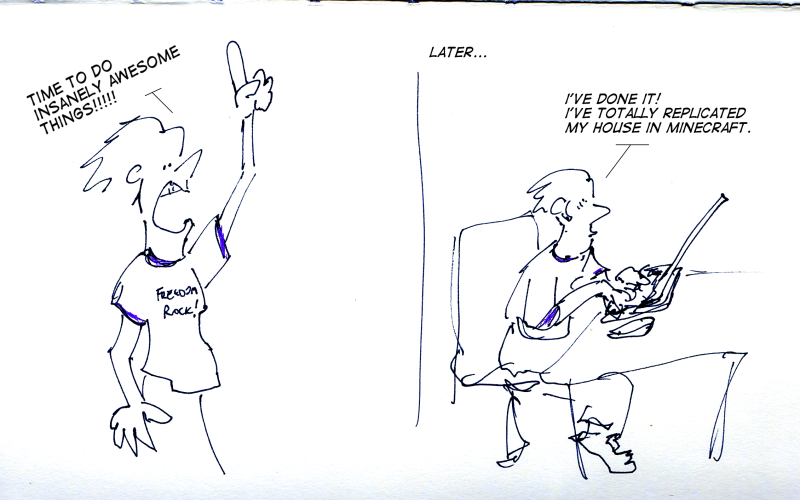 TIME TO DO
INSANELY AWESOME
THINGS!!!!!
FREEDOM
ROCK!
LATER...
I'VE DONE IT!
I'VE TOTALLY REPLICATED
MY HOUSE IN MINECRAFT.